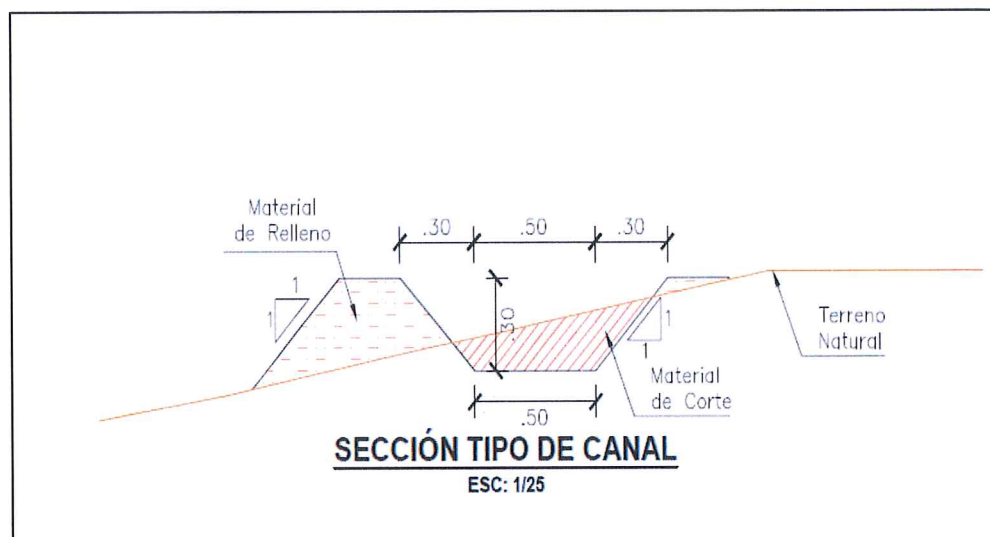 Material
de Relleno
.30
.50
.30
1
1
.30
1
1
Terreno
Natural
Material
de Corte
.50
SECCIÓN TIPO DE CANAL
ESC: 1/25